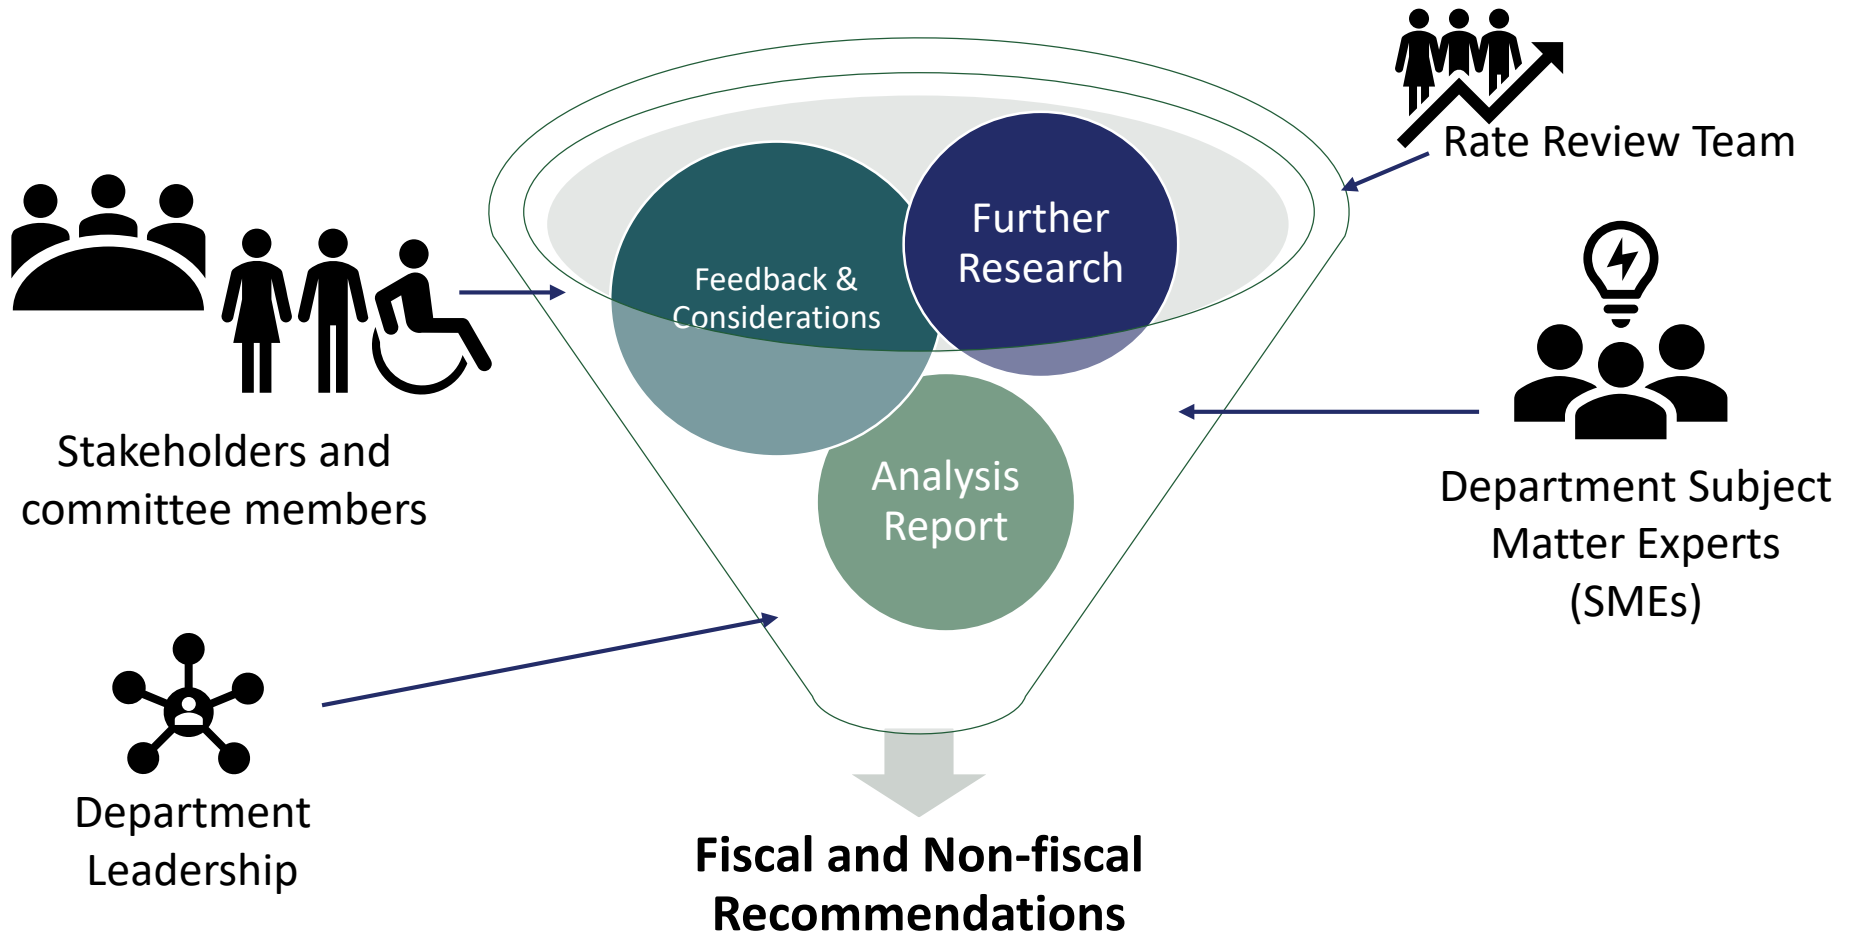 Rate Review Team
Further
Research
Feedback &
Considerations
Stakeholders and
committee members
Analysis
Report
Department Subject
Matter Experts
(SMEs)
Department
Leadership
Fiscal and Non-fiscal
Recommendations